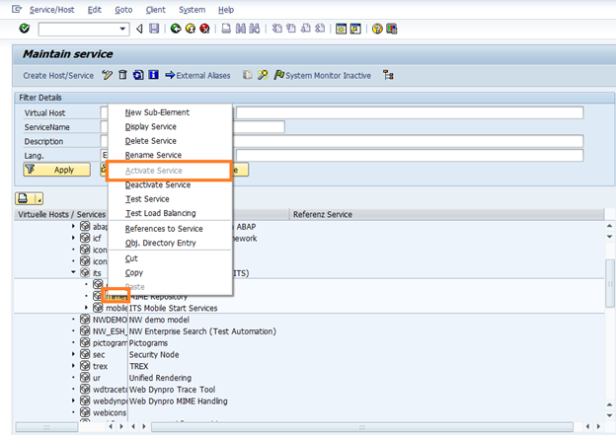 Service/Host Edit Goto Client System Help
Maintain service
Create Host/Service External Aliases System Monitor Inactive
Filter Details
Virtual Host
ServiceName
Description
Lang.
Apply
New Sub-Element
Display Service
Delete Service
Rename Service
Activate Service
Deactivate Service
Test Service
Test Load Balancing
References to Service
Obj. Directory Entry
Cut
Copy
Paste
Virtuelle Hosts / Services Referenz Service
ABAP
icf
icon
icon
its ITS)
frames MIME Repository
mobile ITS Mobile Start Services
NWDEMO NW demo model
NW_ESH_ NW Enterprise Search (Test Automation)
pictogram Pictograms
sec Security Node
trex TREX
ur Unified Rendering
wdtracet Web Dynpro Trace Tool
webdynp Web Dynpro MIME Handling
webicons